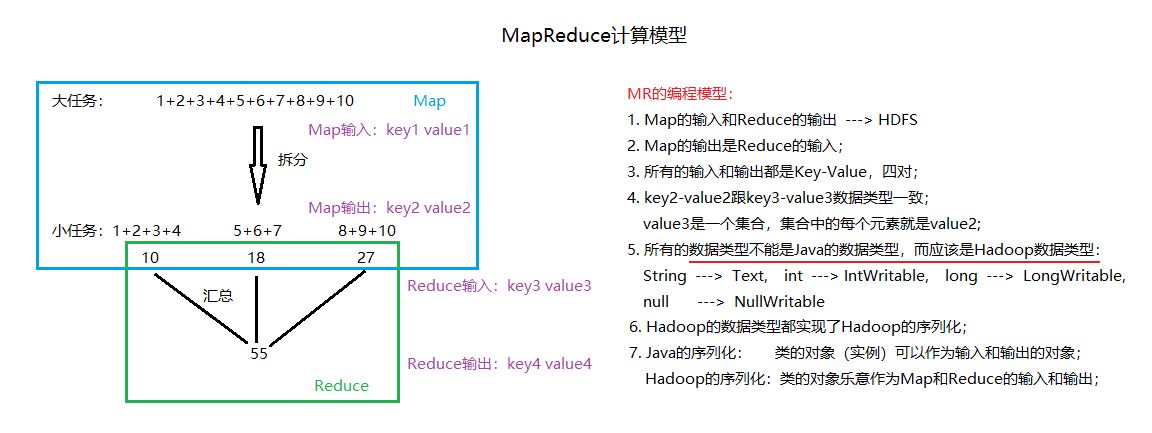 MapReduce计算模型
大任务： 1+2+3+4+5+6+7+8+9+10 Map
Map输入：key1 value1
拆分
Map输出：key2 value2
小任务：1+2+3+4 5+6+7 8+9+10
10 18 27
汇总
Reduce输入：key3 value3
55
Reduce输出：key4 value4
Reduce
MR的编程模型：
1. Map的输入和Reduce的输出 ---> HDFS
2. Map的输出是Reduce的输入；
3. 所有的输入和输出都是Key-Value，四对；
4. key2-value2跟key3-value3数据类型一致；
value3是一个集合，集合中的每个元素就是value2;
5. 所有的数据类型不能是Java的数据类型，而应该是Hadoop数据类型：
String ---> Text, int ---> IntWritable, long ---> LongWritable,
null ---> NullWritable
6. Hadoop的数据类型都实现了Hadoop的序列化；
7. Java的序列化： 类的对象（实例）可以作为输入和输出的对象；
Hadoop的序列化：类的对象乐意作为Map和Reduce的输入和输出；